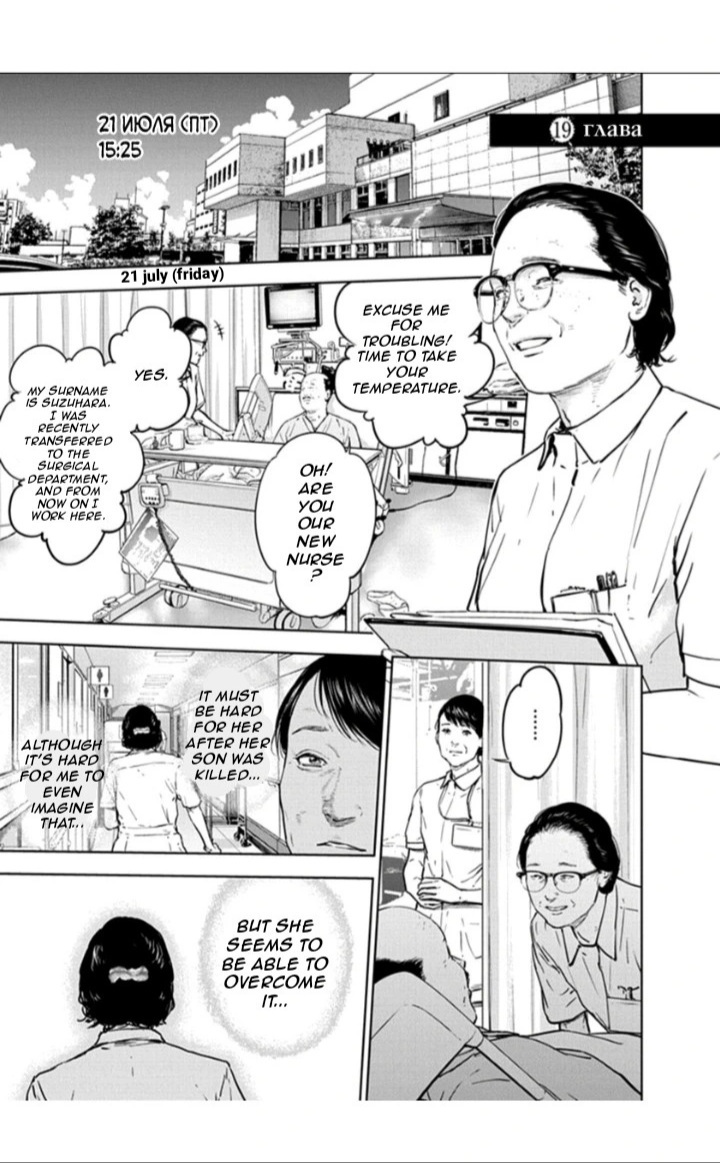 19 глава
21 ИЮЛЯ (ПТ)
15:25
21 july (friday)
EXCUSE ME
FOR
TROUBLING!
TIME TO TAKE
YOUR
TEMPERATURE.
OH!
ARE
YOU
OUR
NEW
NURSE
?
YES.
MY SURNAME
IS SUZUHARA.
I WAS
RECENTLY
TRANSFERRED
TO THE
SURGICAL
DEPARTMENT,
AND FROM
NOW ON I
WORK HERE.
......
IT MUST
BE HARD
FOR HER
AFTER HER
SON WAS
KILLED...
ALTHOUGH
IT'S HARD
FOR ME TO
EVEN
IMAGINE
THAT...
BUT SHE
SEEMS TO
BE ABLE TO
OVERCOME
IT...